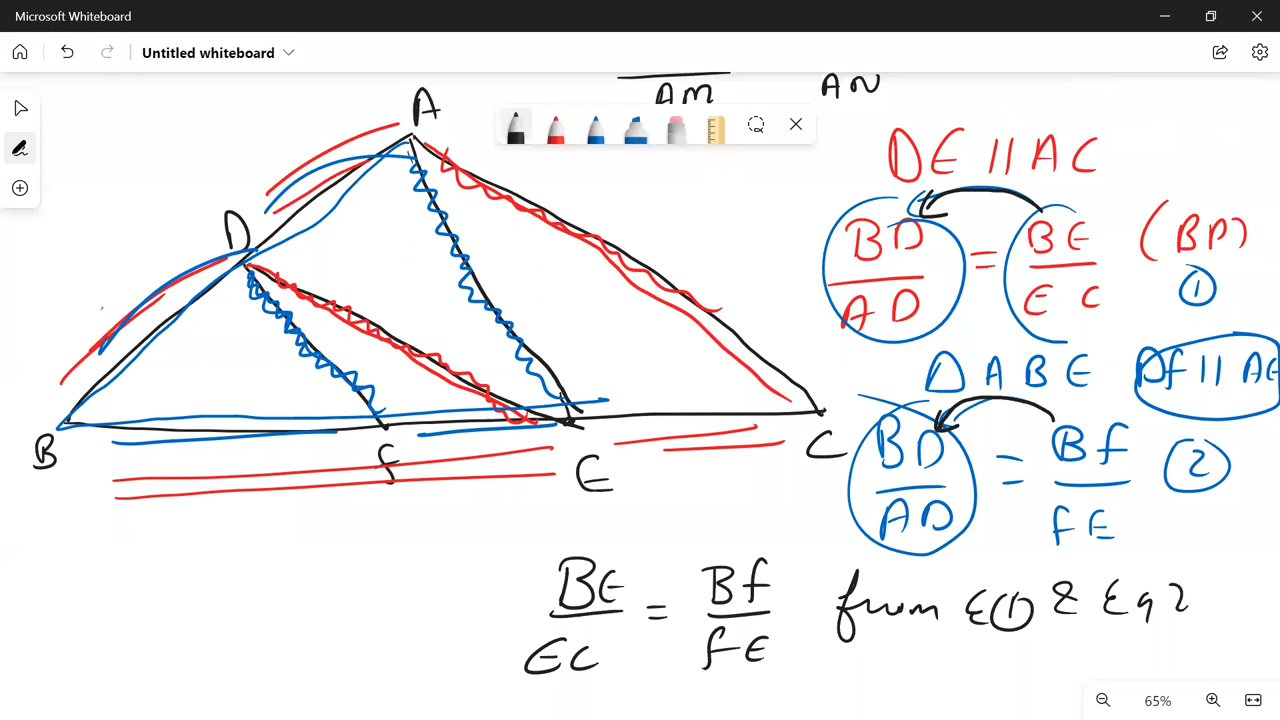 Microsoft Whiteboard
Untitled whiteboard
AM AN
A
D
B
f
E
C
DE || AC
BD/AD = BE/EC (BP)
①
D ABE Df || AE
BD/AD = Bf/fE ②
BE/EC = Bf/fE from E① & Eq 2
65%